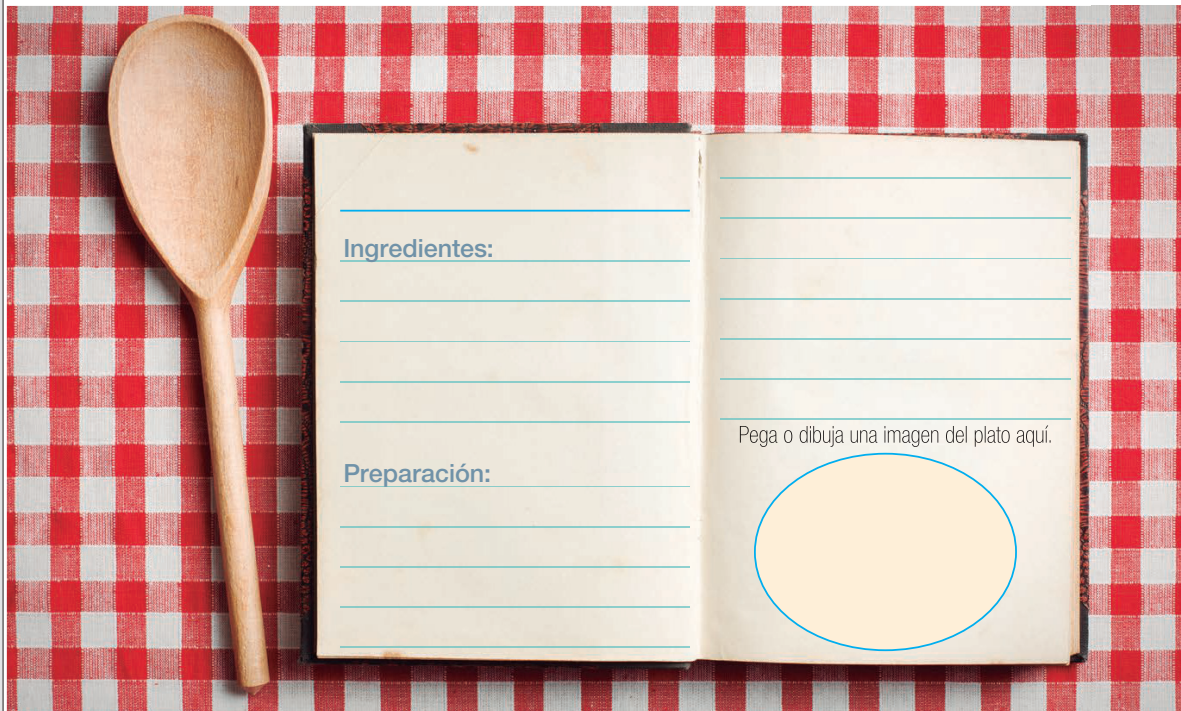 Ingredientes:
Preparación:
Pega o dibuja una imagen del plato aquí.